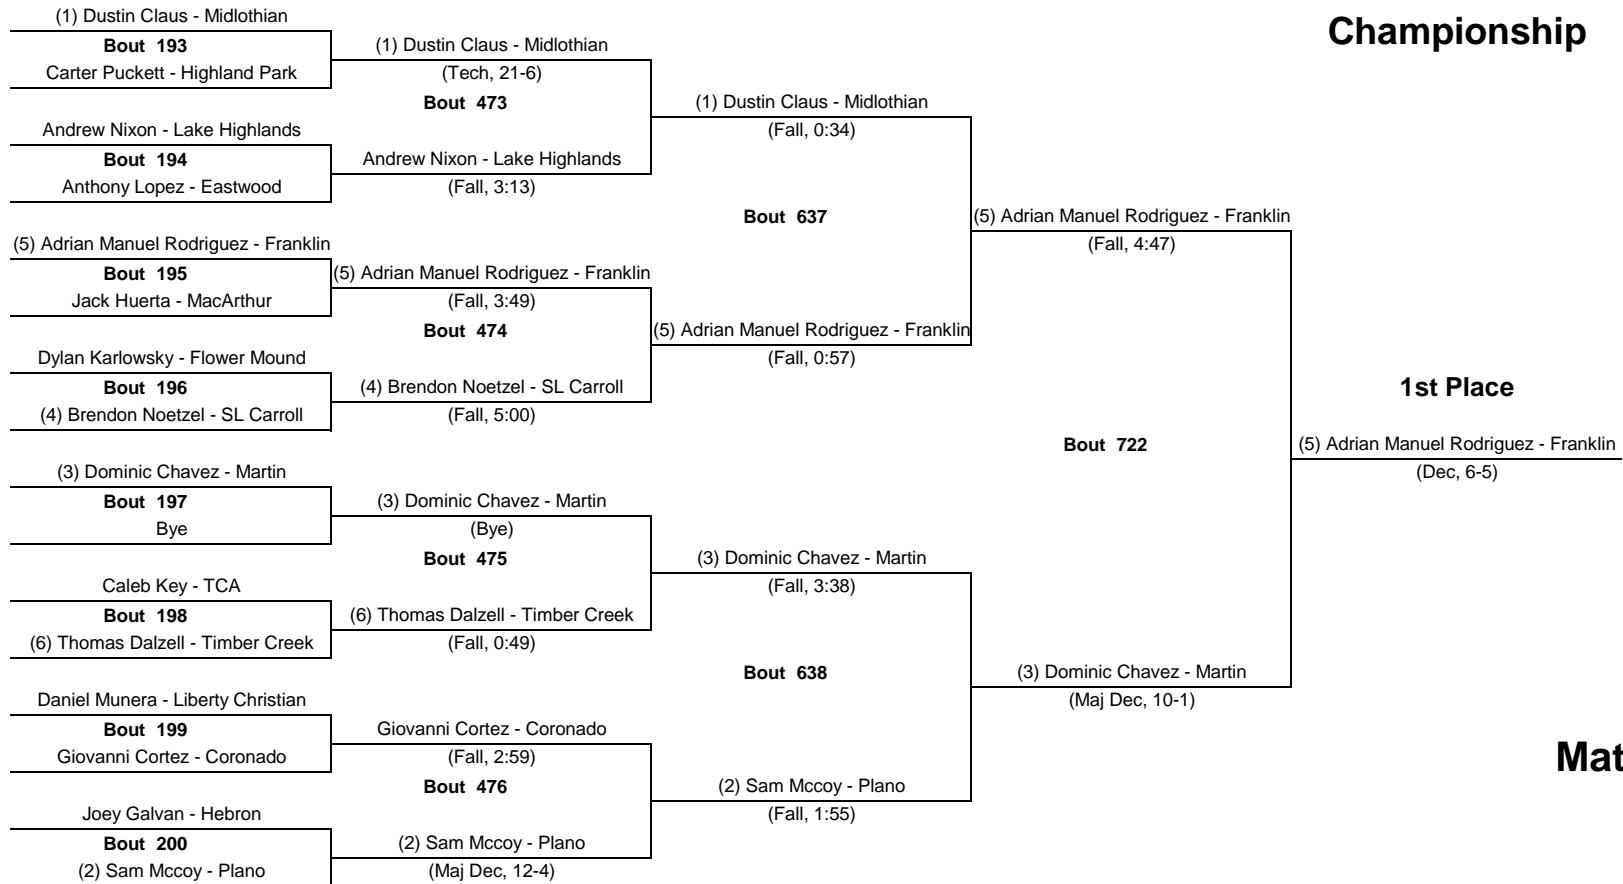 (1) Dustin Claus - Midlothian
Championship
Bout 193
(1) Dustin Claus - Midlothian
Carter Puckett - Highland Park
(Tech, 21-6)
Bout 473
(1) Dustin Claus - Midlothian
Andrew Nixon - Lake Highlands
(Fall, 0:34)
Bout 194
Andrew Nixon - Lake Highlands
Anthony Lopez - Eastwood
(Fall, 3:13)
Bout 637
(5) Adrian Manuel Rodriguez - Franklin
(5) Adrian Manuel Rodriguez - Franklin
(Fall, 4:47)
Bout 195
(5) Adrian Manuel Rodriguez - Franklin
Jack Huerta - MacArthur
(Fall, 3:49)
Bout 474
(5) Adrian Manuel Rodriguez - Franklin
Dylan Karlowsky - Flower Mound
(Fall, 0:57)
Bout 196
(4) Brendon Noetzel - SL Carroll
1st Place
(4) Brendon Noetzel - SL Carroll
(Fall, 5:00)
Bout 722
(5) Adrian Manuel Rodriguez - Franklin
(3) Dominic Chavez - Martin
(Dec, 6-5)
Bout 197
(3) Dominic Chavez - Martin
Bye
(Bye)
Bout 475
(3) Dominic Chavez - Martin
Caleb Key - TCA
(Fall, 3:38)
Bout 198
(6) Thomas Dalzell - Timber Creek
(6) Thomas Dalzell - Timber Creek
(Fall, 0:49)
Bout 638
(3) Dominic Chavez - Martin
Daniel Munera - Liberty Christian
(Maj Dec, 10-1)
Bout 199
Giovanni Cortez - Coronado
Giovanni Cortez - Coronado
(Fall, 2:59)
Mat
Bout 476
(2) Sam Mccoy - Plano
Joey Galvan - Hebron
(Fall, 1:55)
Bout 200
(2) Sam Mccoy - Plano
(2) Sam Mccoy - Plano
(Maj Dec, 12-4)